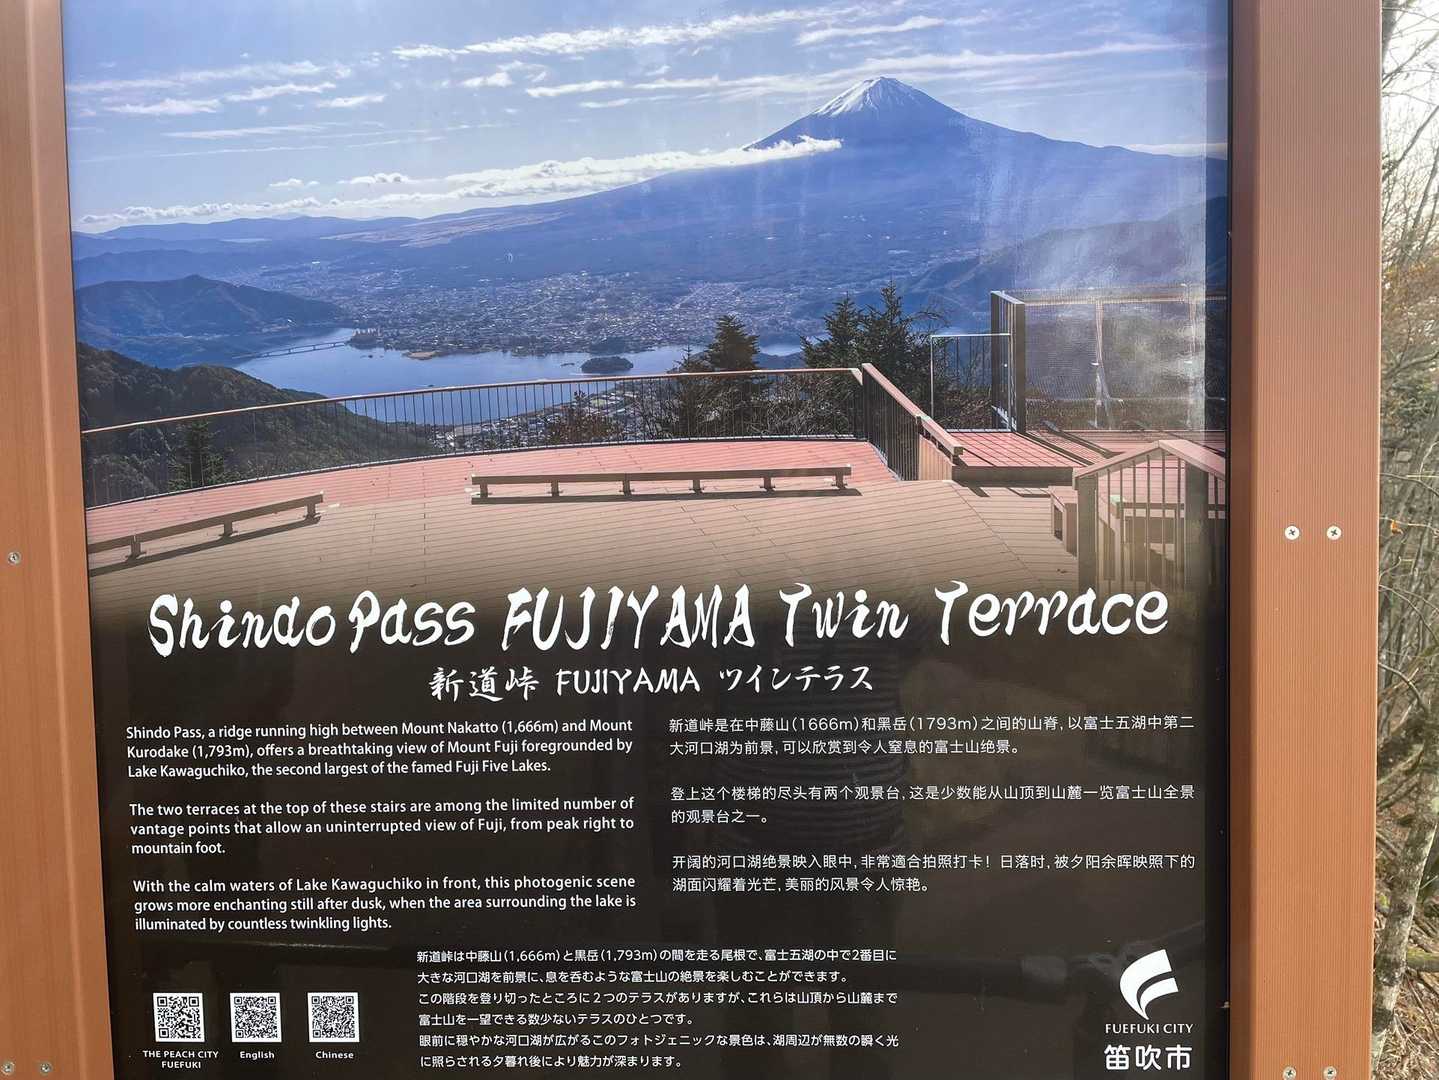 Shindo Pass FUJIYAMA Twin Terrace
新道峠 FUJIYAMA ツインテラス
Shindo Pass, a ridge running high between Mount Nakatto (1,666m) and Mount
Kurodake (1,793m), offers a breathtaking view of Mount Fuji foregrounded by
Lake Kawaguchiko, the second largest of the famed Fuji Five Lakes.
The two terraces at the top of these stairs are among the limited number of
vantage points that allow an uninterrupted view of Fuji, from peak right to
mountain foot.
With the calm waters of Lake Kawaguchiko in front, this photogenic scene
grows more enchanting still after dusk, when the area surrounding the lake is
illuminated by countless twinkling lights.
新道峠是在中藤山(1666m)和黑岳(1793m)之间的山脊,以富士五湖中第二
大河口湖为前景,可以欣赏到令人窒息的富士山绝景。
登上这个楼梯的尽头有两个观景台,这是少数能从山顶到山麓一览富士山全景
的观景台之一。
开阔的河口湖绝景映入眼中,非常適合拍照打卡!日落时,被夕阳余晖映照下的
湖面闪耀着光芒,美丽的风景令人惊艳。
新道峠は中藤山(1,666m)と黒岳(1,793m)の間を走る尾根で、富士五湖の中で2番目に
大きな河口湖を前景に、息を呑むような富士山の絶景を楽しむことができます。
この階段を登り切ったところに2つのテラスがありますが、これらは山頂から山麓まで
富士山を一望できる数少ないテラスのひとつです。
眼前に穏やかな河口湖が広がるこのフォトジェニックな景色は、湖周辺が無数の瞬く光
に照らされる夕暮れ後により魅力が深まります。
THE PEACH CITY
FUEFUKI
English
Chinese
FUEFUKI CITY
笛吹市